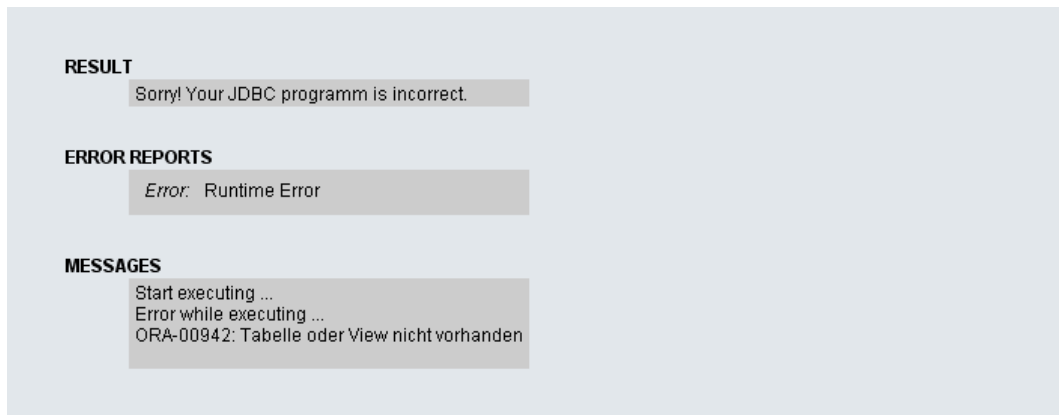 RESULT
Sorry! Your JDBC programm is incorrect.
ERROR REPORTS
Error: Runtime Error
MESSAGES
Start executing ...
Error while executing ...
ORA-00942: Tabelle oder View nicht vorhanden